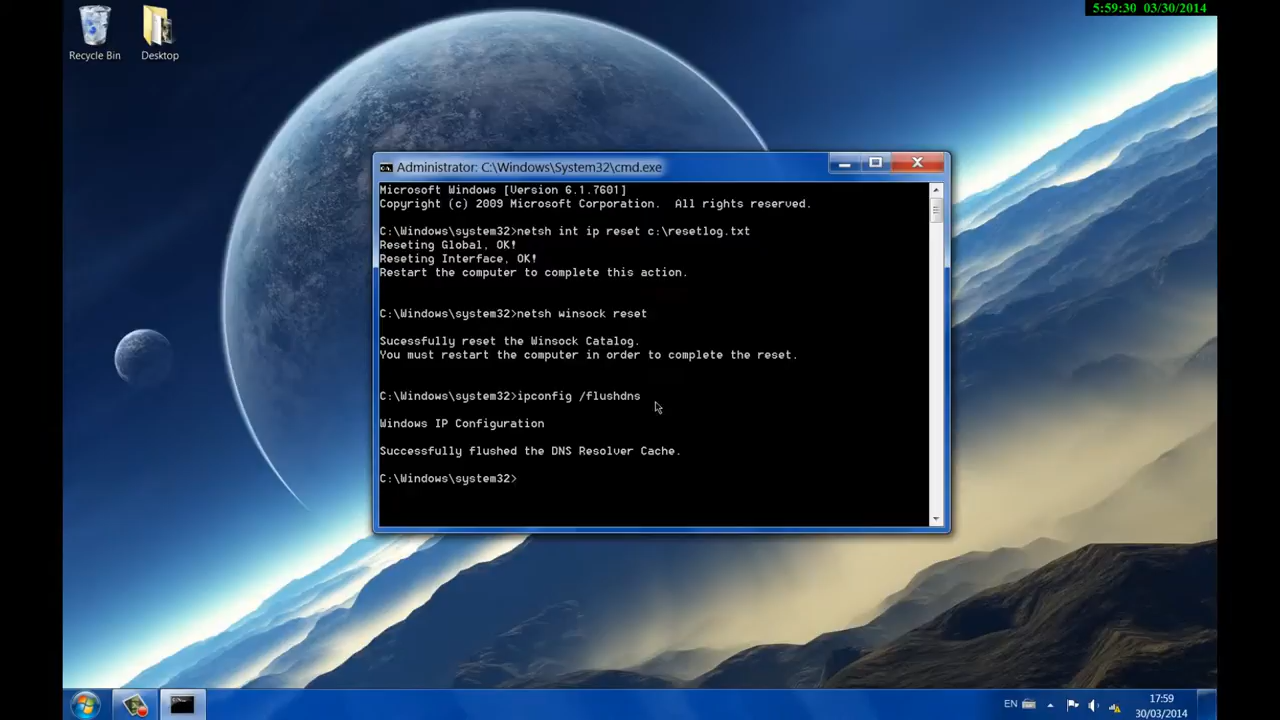 5:59:30 03/30/2014
Recycle Bin
Desktop
Administrator: C:\Windows\System32\cmd.exe
Microsoft Windows [Version 6.1.7601]
Copyright (c) 2009 Microsoft Corporation.  All rights reserved.
C:\Windows\system32>netsh int ip reset c:\resetlog.txt
Reseting Global, OK!
Reseting Interface, OK!
Restart the computer to complete this action.
C:\Windows\system32>netsh winsock reset
Sucessfully reset the Winsock Catalog.
You must restart the computer in order to complete the reset.
C:\Windows\system32>ipconfig /flushdns
Windows IP Configuration
Successfully flushed the DNS Resolver Cache.
C:\Windows\system32>
EN
17:59
30/03/2014